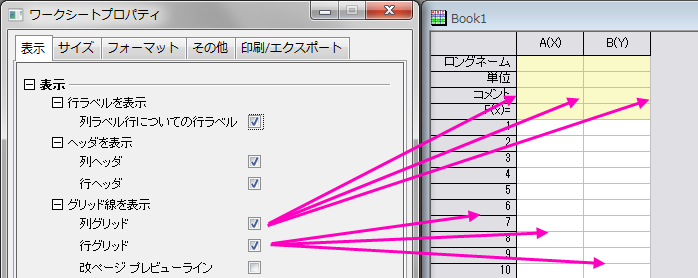 ワークシートプロパティ
表示 サイズ フォーマット その他 印刷/エクスポート
表示
行ラベルを表示
列ラベル行についての行ラベル
ヘッダを表示
列ヘッダ
行ヘッダ
グリッド線を表示
列グリッド
行グリッド
改ページ プレビューライン
Book1
A(X) B(Y)
ロングネーム
単位
コメント
F(x)=
1
2
3
4
5
6
7
8
9
10